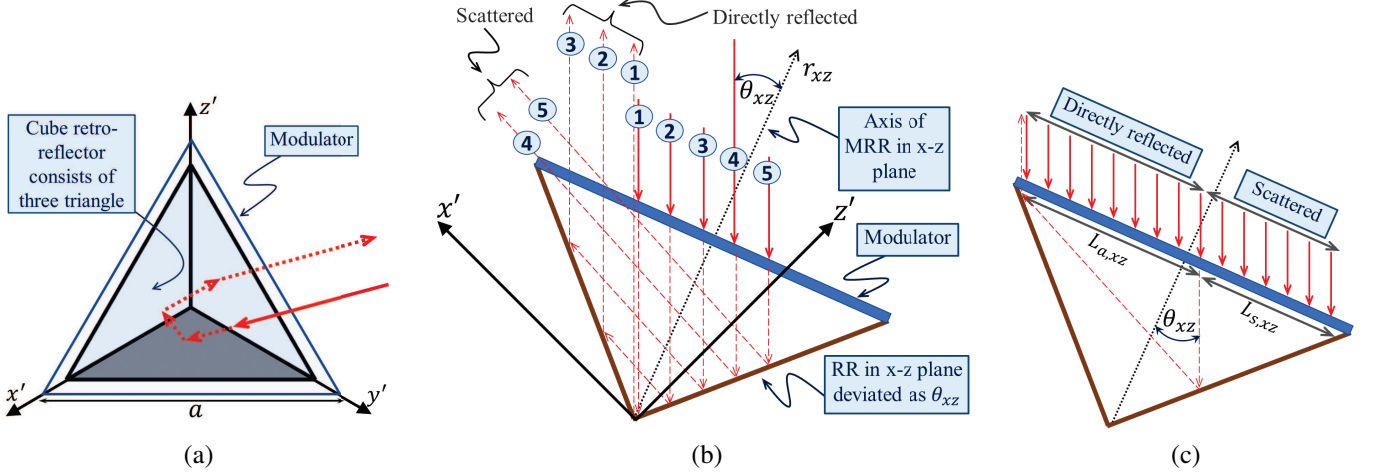 z′
Cube retro-
reflector
consists of
three triangle
Modulator
x′
a
y′
(a)
Scattered
Directly reflected
3
2
1
5
4
1
2
3
4
5
θxz
rxz
Axis of
MRR in x-z
plane
x′
z′
Modulator
RR in x-z plane
deviated as θxz
(b)
Directly reflected
Scattered
La,xz
Ls,xz
θxz
(c)